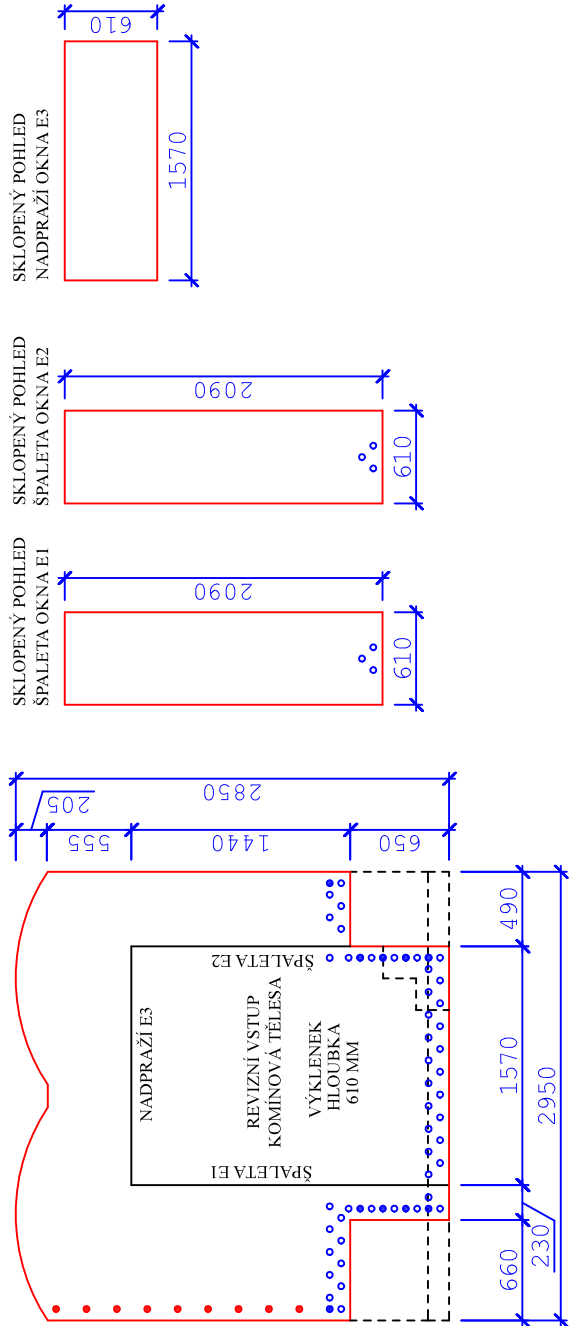 SKLOPENÝ POHLED
NADPRAŽÍ OKNA E3
610
1570
SKLOPENÝ POHLED
ŠPALETA OKNA E2
2090
610
SKLOPENÝ POHLED
ŠPALETA OKNA E1
2090
610
205
2850
555
1440
650
NADPRAŽÍ E3
ŠPALETA E2
REVIZNÍ VSTUP
KOMÍNOVÁ TĚLESA
VÝKLENEK
HLOUBKA
610 MM
ŠPALETA E1
490
1570
2950
230
660